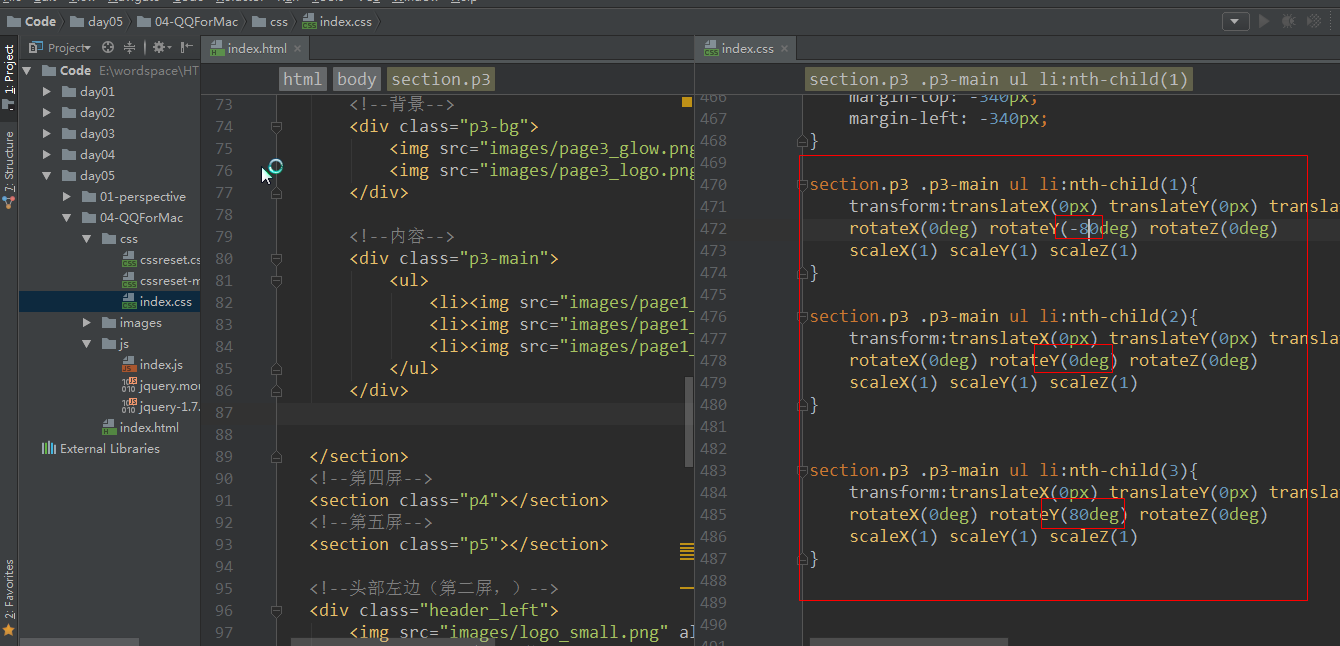 Code day05 04-QQForMac css index.css
1: Project
7: Structure
2: Favorites
Project
Code E:\wordspace\HT
day01
day02
day03
day04
day05
01-perspective
04-QQForMac
css
cssreset.cs
cssreset-m
index.css
images
js
index.js
jquery.mou
jquery-1.7.
index.html
External Libraries
index.html
html body section.p3
73 <!--背景-->
74 <div class="p3-bg">
75 <img src="images/page3_glow.png
76 <img src="images/page3_logo.png
77 </div>
78
79 <!--内容-->
80 <div class="p3-main">
81 <ul>
82 <li><img src="images/page1_
83 <li><img src="images/page1_
84 <li><img src="images/page1_
85 </ul>
86 </div>
87
88
89 </section>
90 <!--第四屏-->
91 <section class="p4"></section>
92 <!--第五屏-->
93 <section class="p5"></section>
94
95 <!--头部左边（第二屏，）-->
96 <div class="header_left">
97 <img src="images/logo_small.png" al
index.css
section.p3 .p3-main ul li:nth-child(1)
466 margin-top: -340px;
467 margin-left: -340px;
468 }
469
470 section.p3 .p3-main ul li:nth-child(1){
471 transform:translateX(0px) translateY(0px) transla
472 rotateX(0deg) rotateY(-80deg) rotateZ(0deg)
473 scaleX(1) scaleY(1) scaleZ(1)
474 }
475
476 section.p3 .p3-main ul li:nth-child(2){
477 transform:translateX(0px) translateY(0px) transla
478 rotateX(0deg) rotateY(0deg) rotateZ(0deg)
479 scaleX(1) scaleY(1) scaleZ(1)
480 }
481
482
483 section.p3 .p3-main ul li:nth-child(3){
484 transform:translateX(0px) translateY(0px) transla
485 rotateX(0deg) rotateY(80deg) rotateZ(0deg)
486 scaleX(1) scaleY(1) scaleZ(1)
487 }
488
489
490